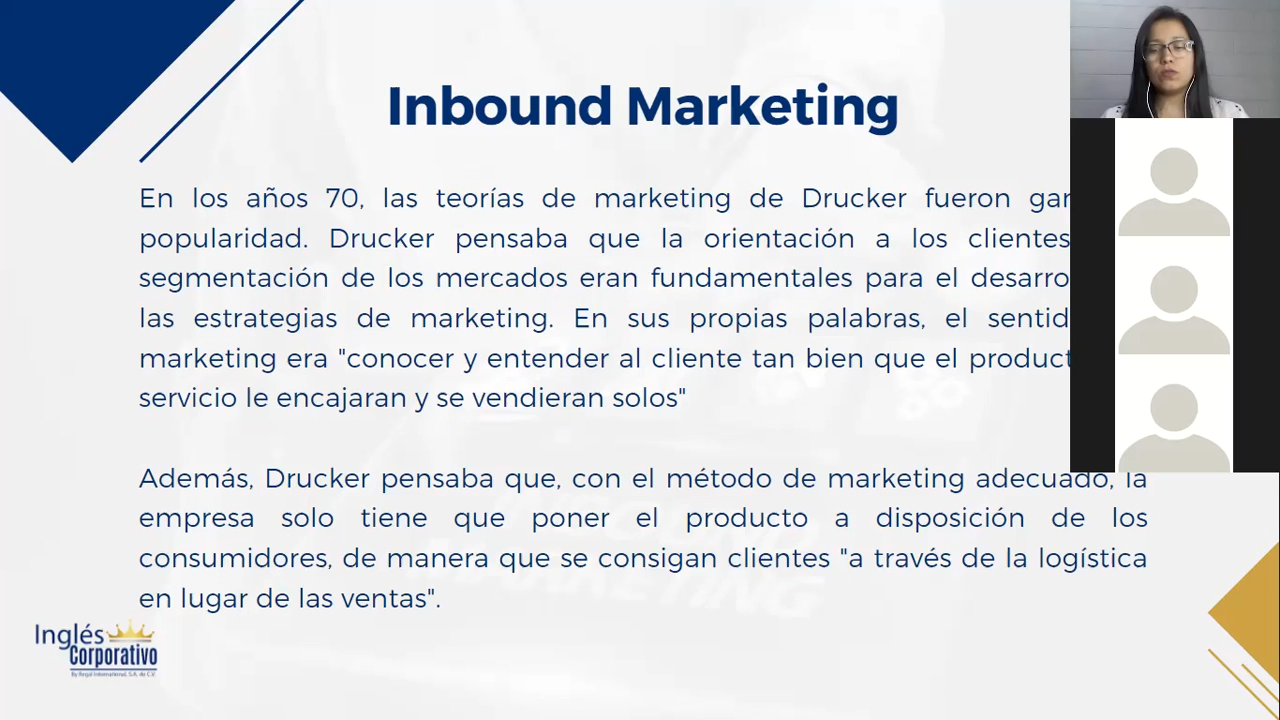 Inbound Marketing
En los años 70, las teorías de marketing de Drucker fueron
popularidad. Drucker pensaba que la orientación a los clientes
segmentación de los mercados eran fundamentales para el
las estrategias de marketing. En sus propias palabras, el
marketing era "conocer y entender al cliente tan bien que el
servicio le encajaran y se vendieran solos"
Además, Drucker pensaba que, con el método de marketing adecuado, la
empresa solo tiene que poner el producto a disposición de los
consumidores, de manera que se consigan clientes "a través de la logística
en lugar de las ventas".
Inglés
Corporativo
By Regal International, S.A. de C.V.